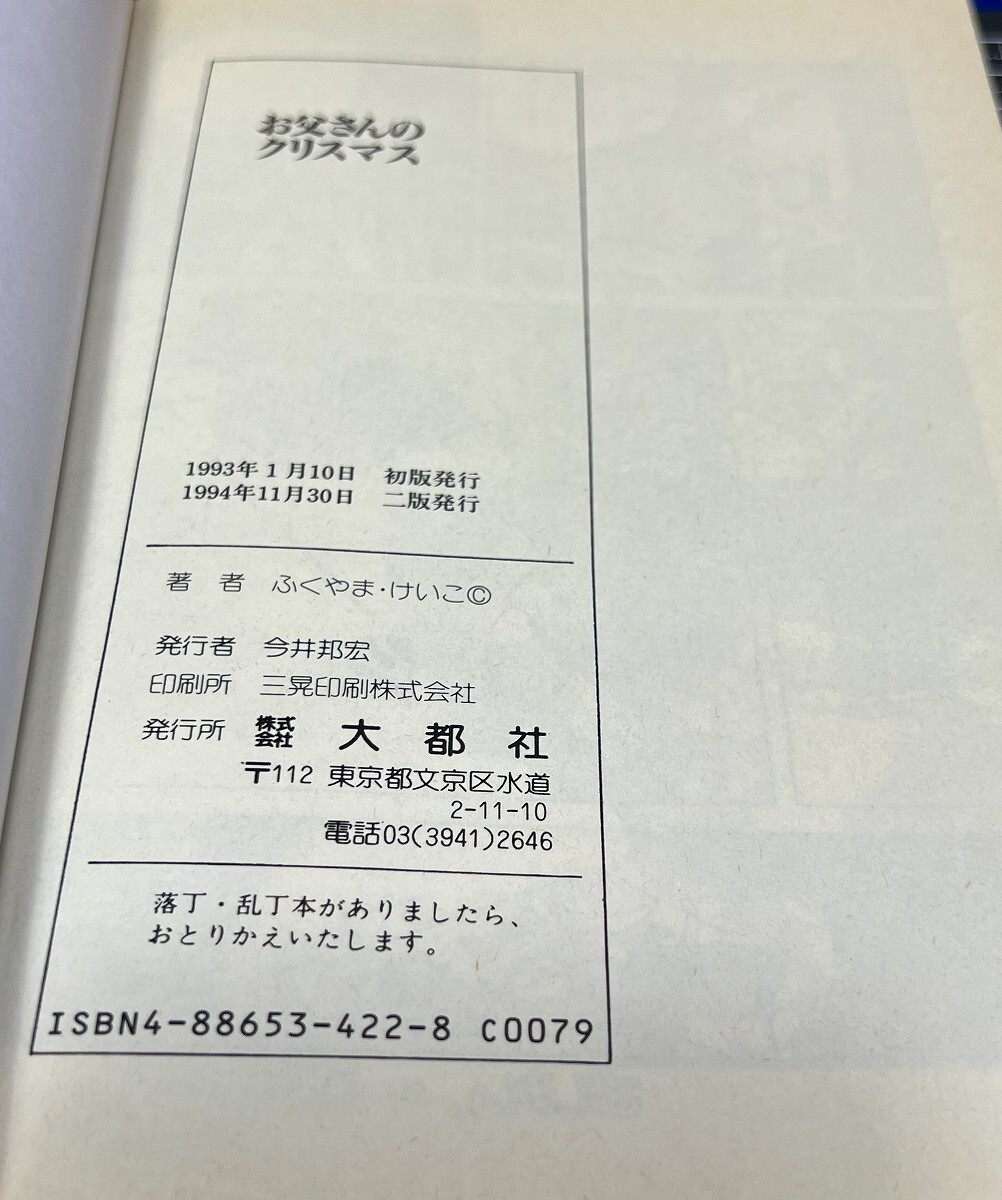 お父さんの
クリスマス
1993年1月10日 初版発行
1994年11月30日 二版発行
著 者 ふくやま・けいこ©
発行者 今井邦宏
印刷所 三晃印刷株式会社
発行所 株式会社 大都社
〒112 東京都文京区水道
2-11-10
電話03(3941)2646
落丁・乱丁本がありましたら、
おとりかえいたします。
ISBN4-88653-422-8 C0079